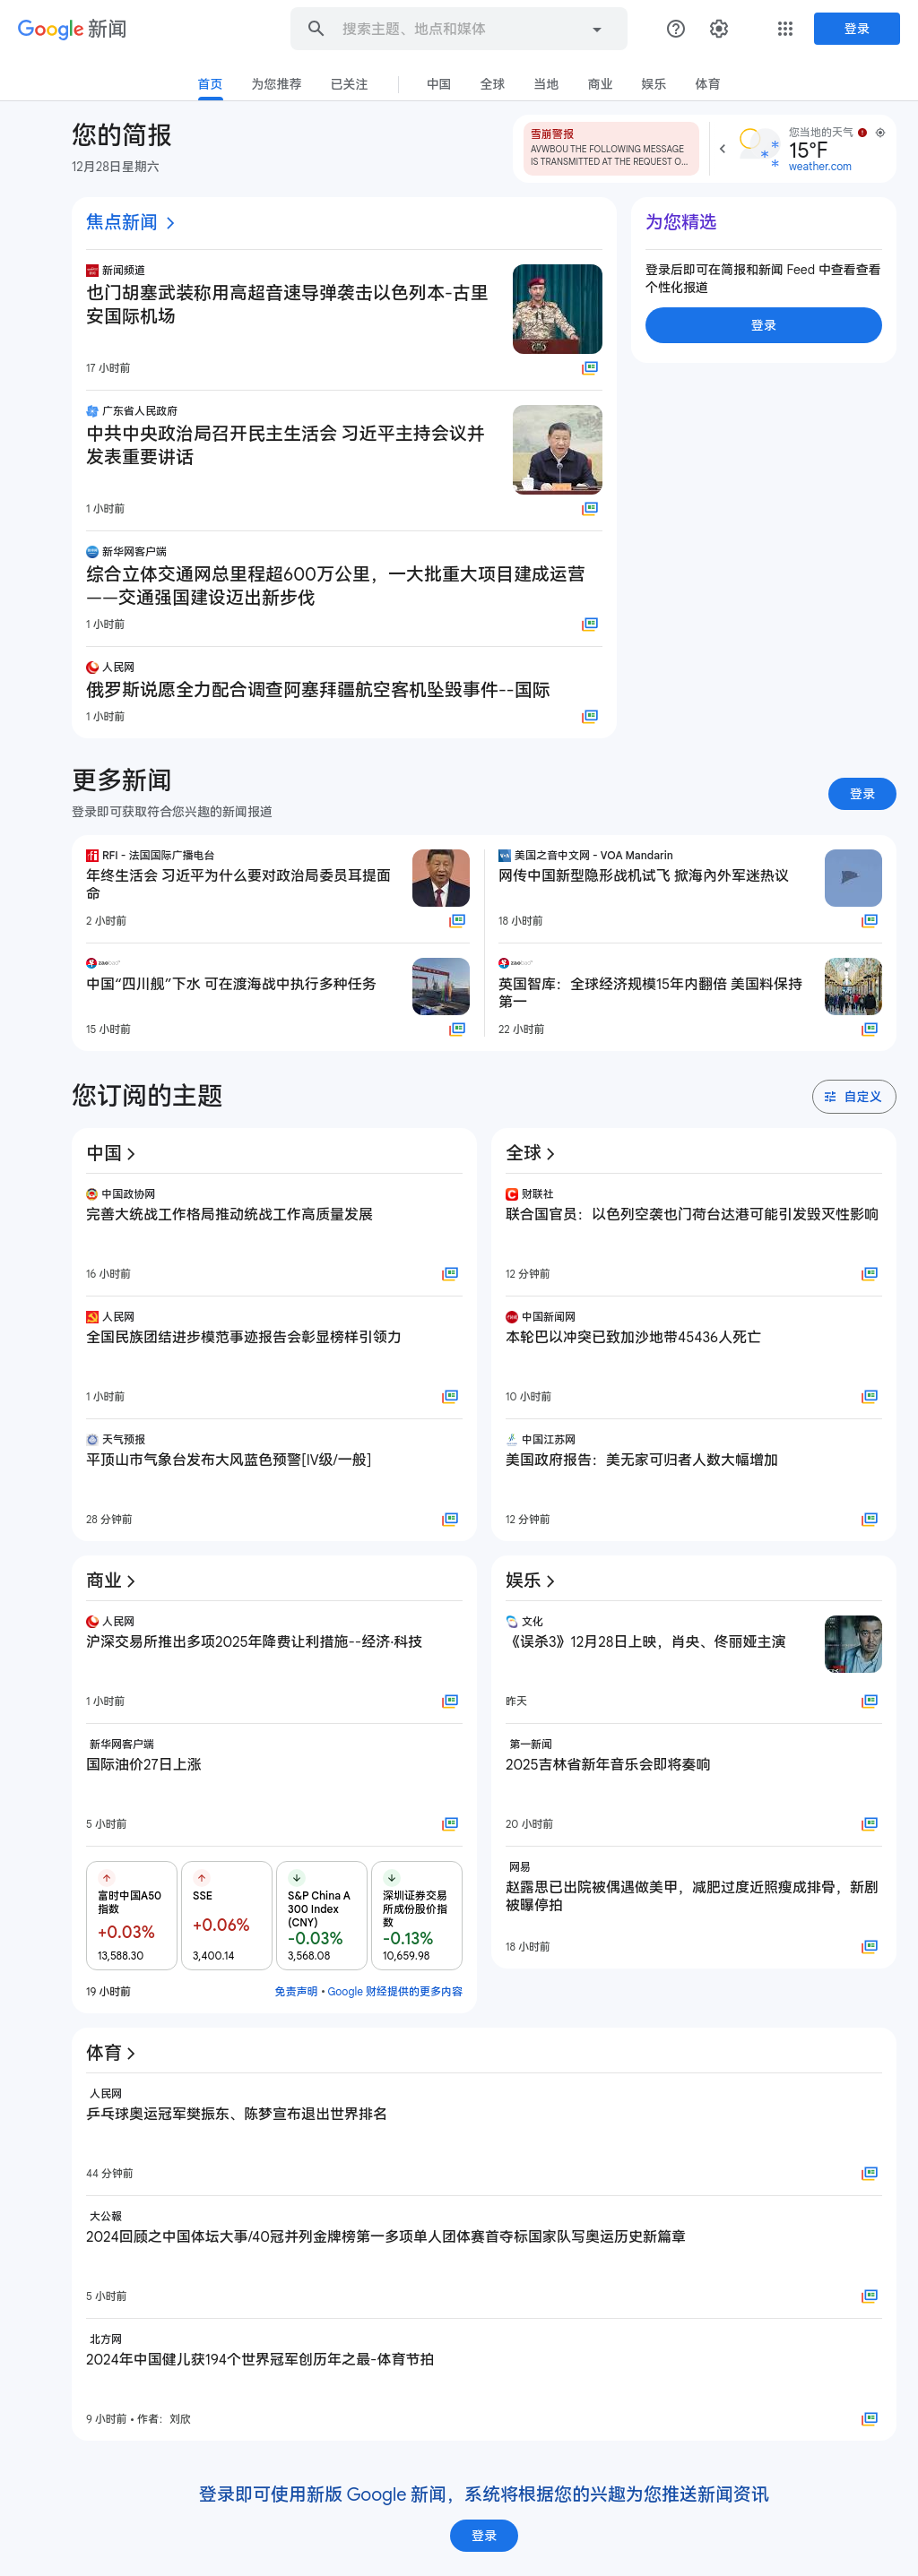 Google 新闻
搜索主题、地点和媒体
登录
首页
为您推荐
已关注
中国
全球
当地
商业
娱乐
体育
您的简报
12月28日星期六
雪崩警报
AVWBOU THE FOLLOWING MESSAGE
IS TRANSMITTED AT THE REQUEST O...
您当地的天气
15°F
weather.com
焦点新闻
新闻频道
也门胡塞武装称用高超音速导弹袭击以色列本-古里
安国际机场
17 小时前
广东省人民政府
中共中央政治局召开民主生活会 习近平主持会议并
发表重要讲话
1 小时前
新华网客户端
综合立体交通网总里程超600万公里，一大批重大项目建成运营
——交通强国建设迈出新步伐
1 小时前
人民网
俄罗斯说愿全力配合调查阿塞拜疆航空客机坠毁事件--国际
1 小时前
为您精选
登录后即可在简报和新闻 Feed 中查看查看
个性化报道
登录
更多新闻
登录即可获取符合您兴趣的新闻报道
登录
RFI - 法国国际广播电台
年终生活会 习近平为什么要对政治局委员耳提面
命
2 小时前
美国之音中文网 - VOA Mandarin
网传中国新型隐形战机试飞 掀海内外军迷热议
18 小时前
zaobao
中国“四川舰”下水 可在渡海战中执行多种任务
15 小时前
zaobao
英国智库：全球经济规模15年内翻倍 美国料保持
第一
22 小时前
您订阅的主题
自定义
中国
中国政协网
完善大统战工作格局推动统战工作高质量发展
16 小时前
人民网
全国民族团结进步模范事迹报告会彰显榜样引领力
1 小时前
天气预报
平顶山市气象台发布大风蓝色预警[IV级/一般]
28 分钟前
全球
财联社
联合国官员：以色列空袭也门荷台达港可能引发毁灭性影响
12 分钟前
中国新闻网
本轮巴以冲突已致加沙地带45436人死亡
10 小时前
中国江苏网
美国政府报告：美无家可归者人数大幅增加
12 分钟前
商业
人民网
沪深交易所推出多项2025年降费让利措施--经济·科技
1 小时前
新华网客户端
国际油价27日上涨
5 小时前
富时中国A50
指数
+0.03%
13,588.30
SSE
+0.06%
3,400.14
S&P China A
300 Index
(CNY)
-0.03%
3,568.08
深圳证券交易
所成份股价指
数
-0.13%
10,659.98
19 小时前
免责声明 • Google 财经提供的更多内容
娱乐
文化
《误杀3》12月28日上映，肖央、佟丽娅主演
昨天
第一新闻
2025吉林省新年音乐会即将奏响
20 小时前
网易
赵露思已出院被偶遇做美甲，减肥过度近照瘦成排骨，新剧
被曝停拍
18 小时前
体育
人民网
乒乓球奥运冠军樊振东、陈梦宣布退出世界排名
44 分钟前
大公報
2024回顾之中国体坛大事/40冠并列金牌榜第一多项单人团体赛首夺标国家队写奥运历史新篇章
5 小时前
北方网
2024年中国健儿获194个世界冠军创历年之最-体育节拍
9 小时前 • 作者：刘欣
登录即可使用新版 Google 新闻，系统将根据您的兴趣为您推送新闻资讯
登录